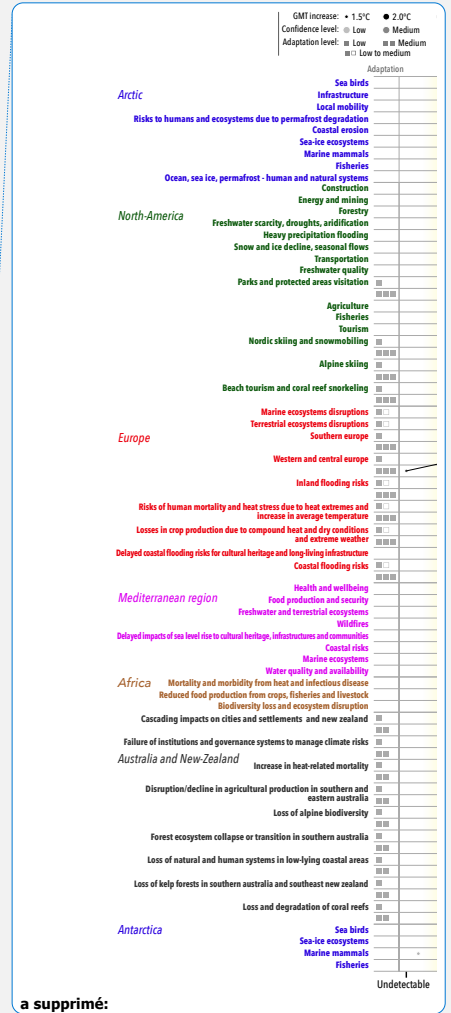 GMT increase: • 1.5°C ● 2.0°C
Confidence level: Low Medium
Adaptation level: Low Medium
Low to medium
Adaptation
Sea birds
Arctic
Infrastructure
Local mobility
Risks to humans and ecosystems due to permafrost degradation
Coastal erosion
Sea-ice ecosystems
Marine mammals
Fisheries
Ocean, sea ice, permafrost - human and natural systems
Construction
Energy and mining
North-America
Forestry
Freshwater scarcity, droughts, aridification
Heavy precipitation flooding
Snow and ice decline, seasonal flows
Transportation
Freshwater quality
Parks and protected areas visitation
Agriculture
Fisheries
Tourism
Nordic skiing and snowmobiling
Alpine skiing
Beach tourism and coral reef snorkeling
Marine ecosystems disruptions
Terrestrial ecosystems disruptions
Europe
Southern europe
Western and central europe
Inland flooding risks
Risks of human mortality and heat stress due to heat extremes and
increase in average temperature
Losses in crop production due to compound heat and dry conditions
and extreme weather
Delayed coastal flooding risks for cultural heritage and long-living infrastructure
Coastal flooding risks
Health and wellbeing
Mediterranean region
Food production and security
Freshwater and terrestrial ecosystems
Wildfires
Delayed impacts of sea level rise to cultural heritage, infrastructures and communities
Coastal risks
Marine ecosystems
Water quality and availability
Africa
Mortality and morbidity from heat and infectious disease
Reduced food production from crops, fisheries and livestock
Biodiversity loss and ecosystem disruption
Cascading impacts on cities and settlements and new zealand
Failure of institutions and governance systems to manage climate risks
Australia and New-Zealand
Increase in heat-related mortality
Disruption/decline in agricultural production in southern and
eastern australia
Loss of alpine biodiversity
Forest ecosystem collapse or transition in southern australia
Loss of natural and human systems in low-lying coastal areas
Loss of kelp forests in southern australia and southeast new zealand
Loss and degradation of coral reefs
Antarctica
Sea birds
Sea-ice ecosystems
Marine mammals
Fisheries
Undetectable
a supprimé: